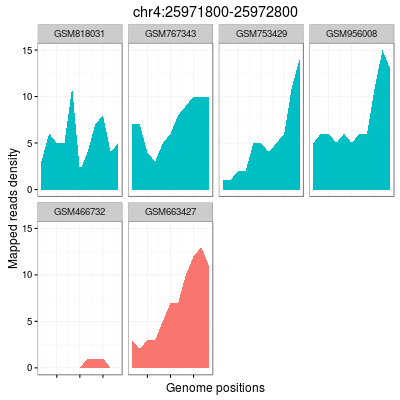 chr4:25971800-25972800
GSM818031 GSM767343 GSM753429 GSM956008
15
10
5
0
Mapped reads density
GSM466732 GSM663427
15
10
5
0
Genome positions